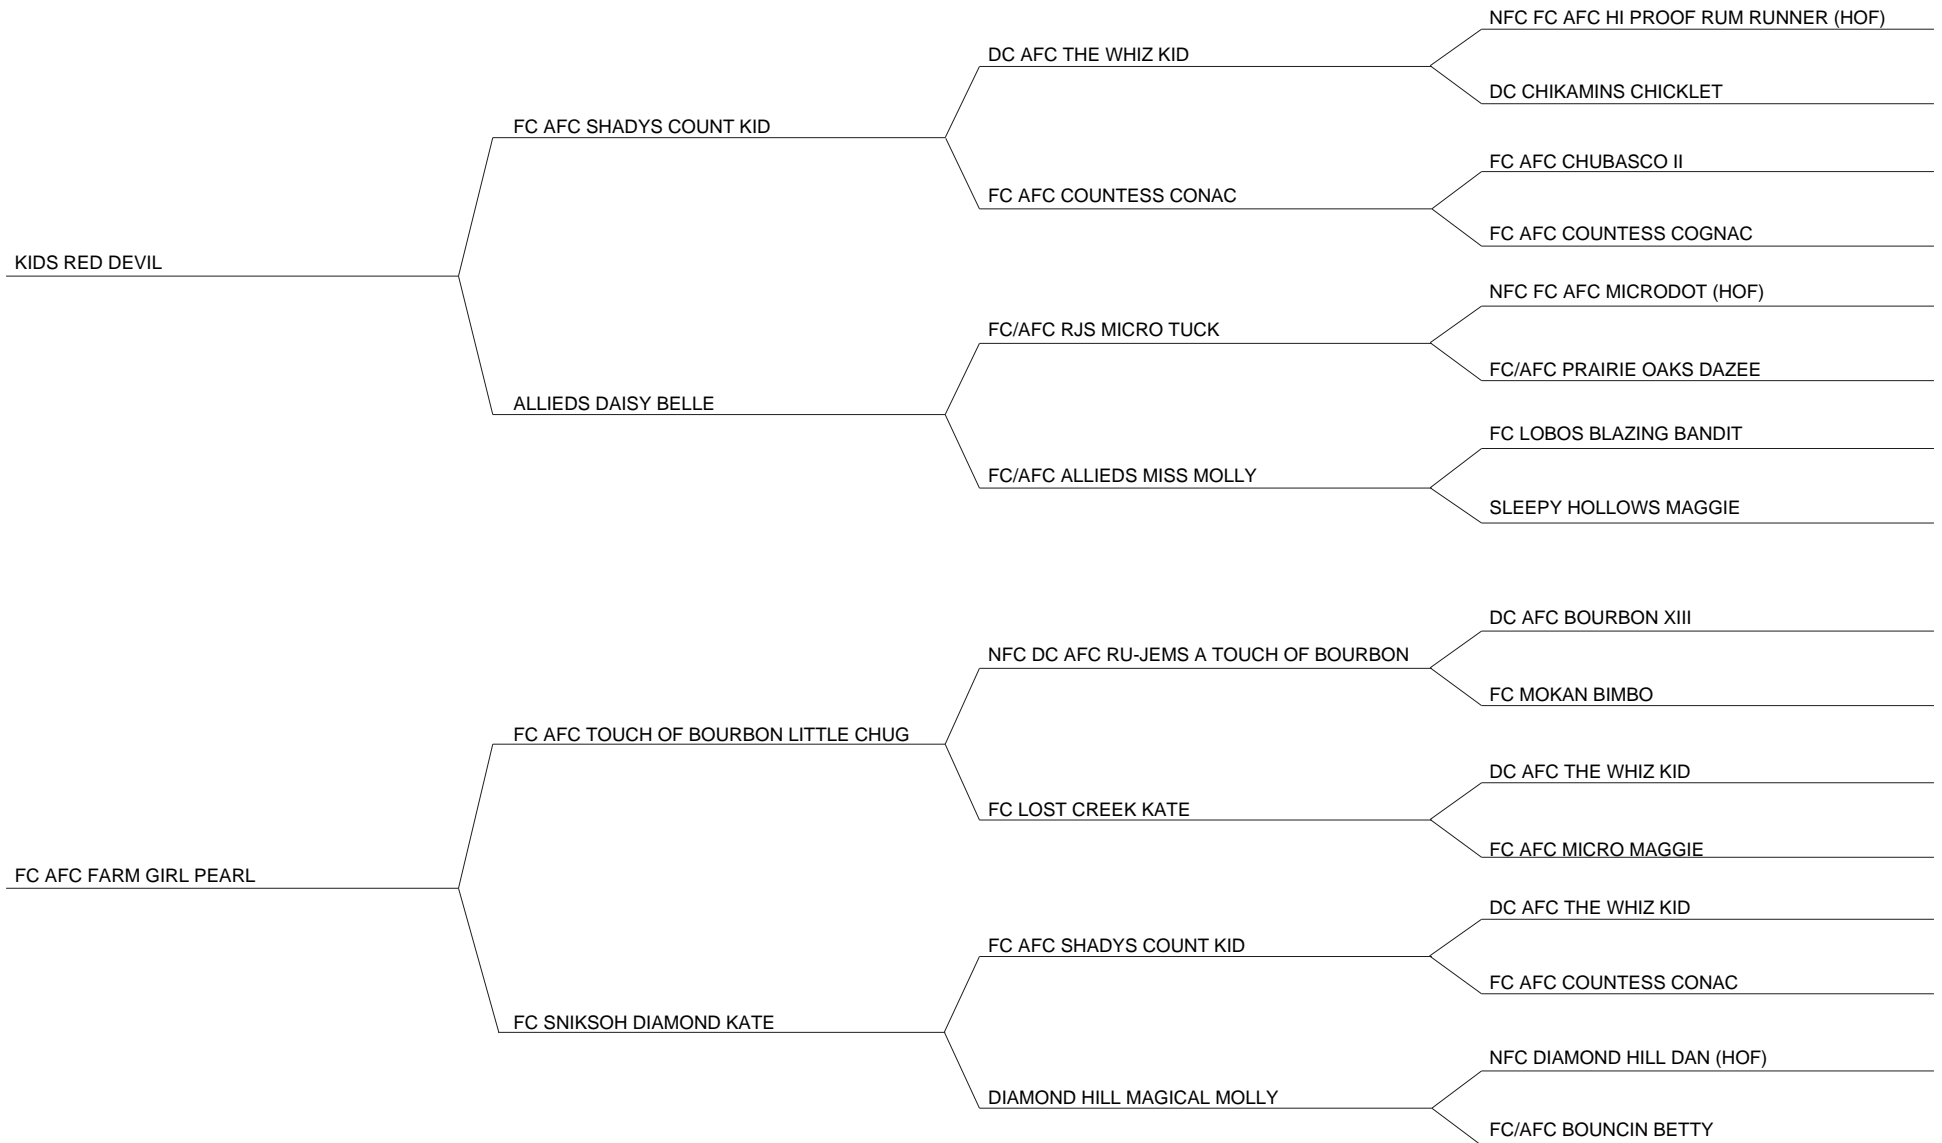 NFC FC AFC HI PROOF RUM RUNNER (HOF)
DC AFC THE WHIZ KID
DC CHIKAMINS CHICKLET
FC AFC SHADYS COUNT KID
FC AFC CHUBASCO II
FC AFC COUNTESS CONAC
FC AFC COUNTESS COGNAC
KIDS RED DEVIL
NFC FC AFC MICRODOT (HOF)
FC/AFC RJS MICRO TUCK
FC/AFC PRAIRIE OAKS DAZEE
ALLIEDS DAISY BELLE
FC LOBOS BLAZING BANDIT
FC/AFC ALLIEDS MISS MOLLY
SLEEPY HOLLOWS MAGGIE
DC AFC BOURBON XIII
NFC DC AFC RU-JEMS A TOUCH OF BOURBON
FC MOKAN BIMBO
FC AFC TOUCH OF BOURBON LITTLE CHUG
DC AFC THE WHIZ KID
FC LOST CREEK KATE
FC AFC MICRO MAGGIE
FC AFC FARM GIRL PEARL
DC AFC THE WHIZ KID
FC AFC SHADYS COUNT KID
FC AFC COUNTESS CONAC
FC SNIKSOH DIAMOND KATE
NFC DIAMOND HILL DAN (HOF)
DIAMOND HILL MAGICAL MOLLY
FC/AFC BOUNCIN BETTY